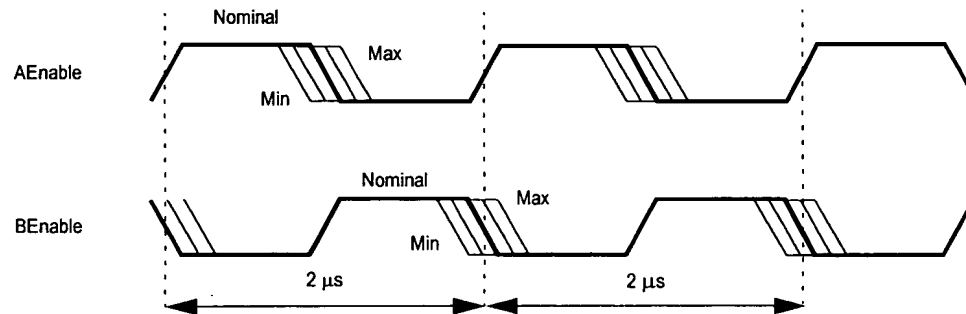 Nominal
Max
AEnable
Min
Nominal
Max
BEnable
Min
2 µs
2 µs